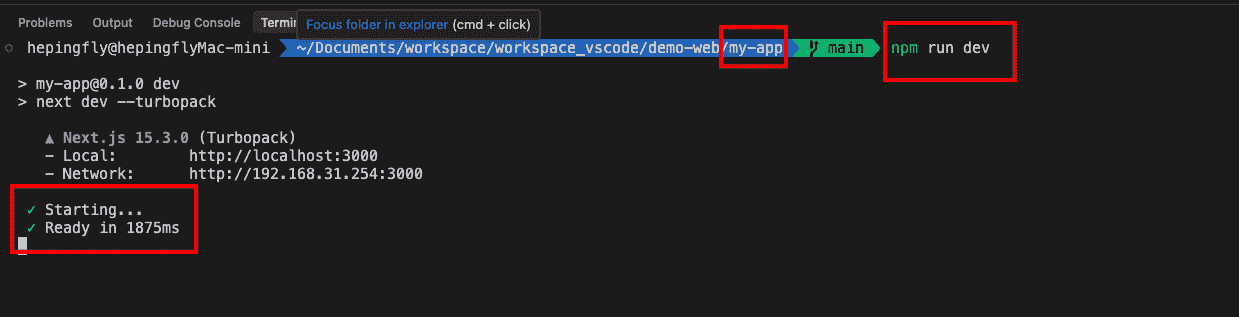 Problems Output Debug Console Termi Focus folder in explorer (cmd + click)
hepingfly@hepingflyMac-mini ~/Documents/workspace/workspace_vscode/demo-web/my-app main npm run dev
> my-app@0.1.0 dev
> next dev --turbopack
▲ Next.js 15.3.0 (Turbopack)
- Local: http://localhost:3000
- Network: http://192.168.31.254:3000
✓ Starting...
✓ Ready in 1875ms